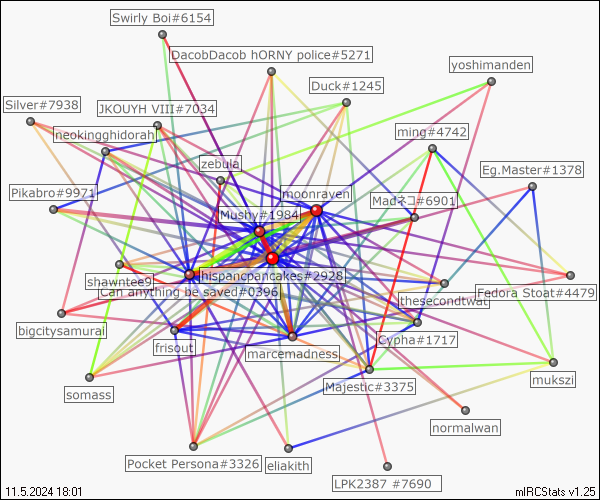 Swirly Boi#6154
DacobDacob hORNY police#5271
yoshimanden
Duck#1245
Silver#7938
JKOUYH VIII#7034
neokingghidorah
ming#4742
zebula
Eg.Master#1378
Pikabro#9971
moonraven
Madネコ#6901
Mushy#1984
shawntee9
hispancpancakes#2928
Can anything be saved#0396
thesecondtwat
Fedora Stoat#4479
bigcitysamurai
frisout
marcemadness
Cypha#1717
somass
Majestic#3375
mukszi
normalwan
Pocket Persona#3326
eliakith
LPK2387 #7690
11.5.2024 18:01
mIRCStats v1.25